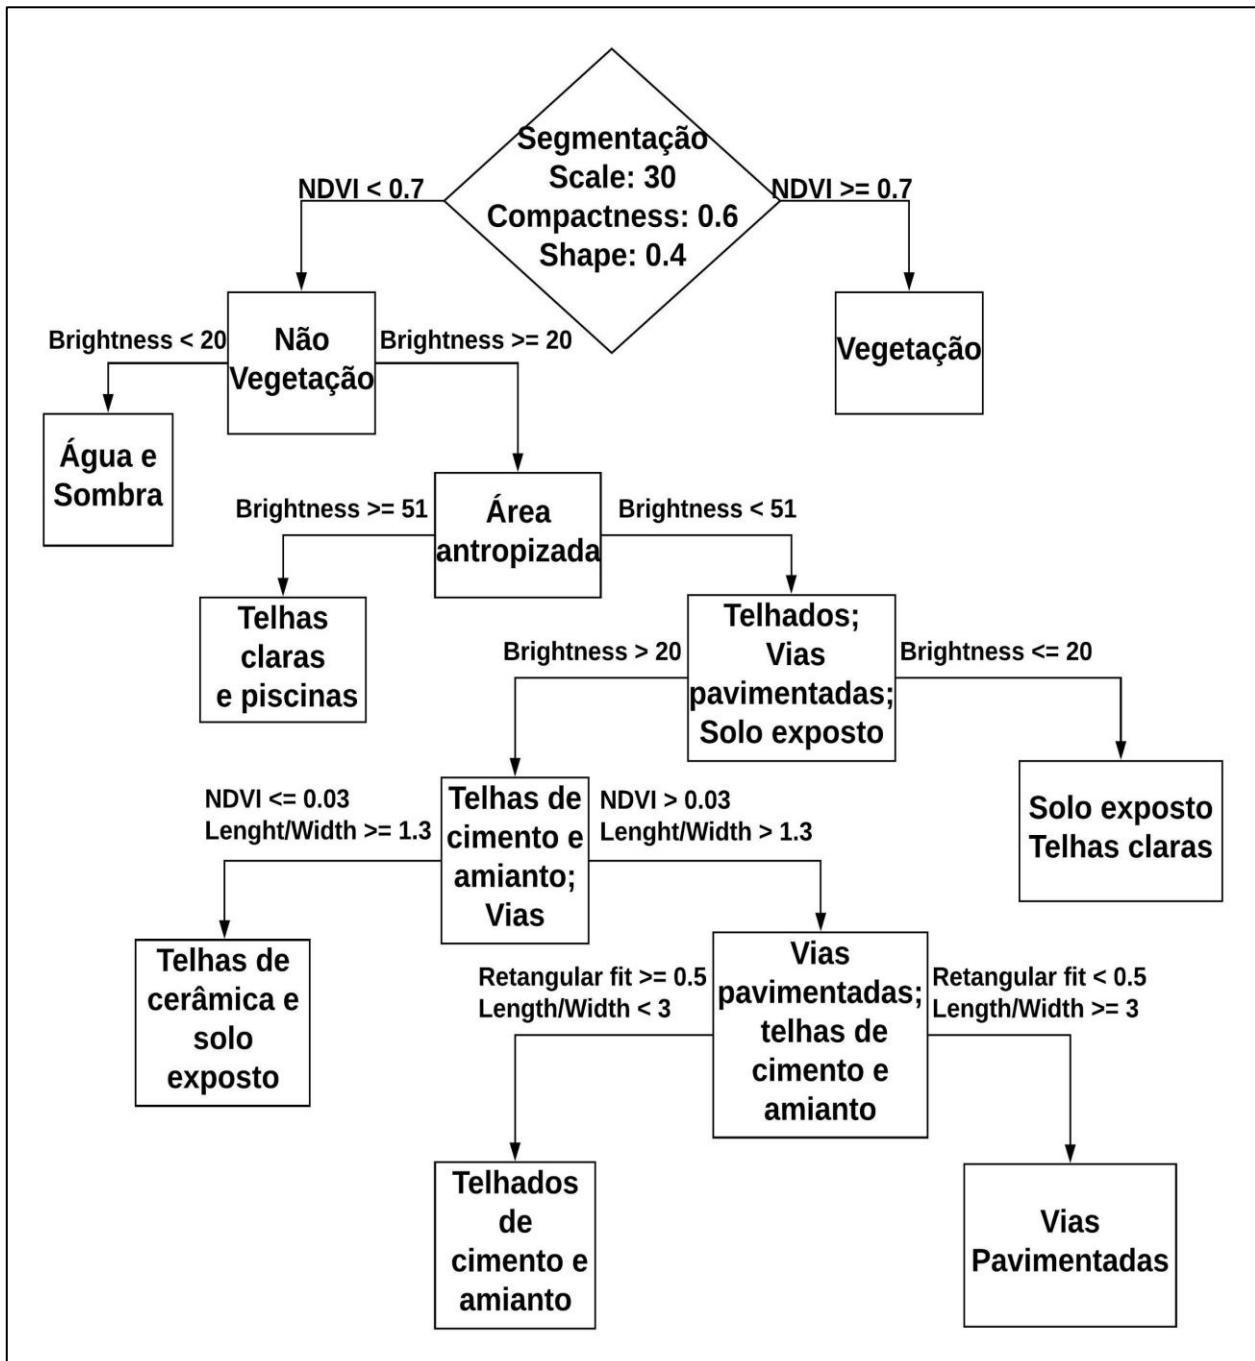 Segmentação
Scale: 30
Compactness: 0.6
Shape: 0.4
NDVI < 0.7
NDVI >= 0.7
Não
Vegetação
Vegetação
Brightness < 20
Brightness >= 20
Água e
Sombra
Área
antropizada
Brightness >= 51
Brightness < 51
Telhas
claras
e piscinas
Telhados;
Vias
pavimentadas;
Solo exposto
Brightness > 20
Brightness <= 20
Telhas de
cimento e
amianto;
Vias
Solo exposto
Telhas claras
NDVI <= 0.03
Lenght/Width >= 1.3
NDVI > 0.03
Lenght/Width > 1.3
Telhas de
cerâmica e
solo
exposto
Vias
pavimentadas;
telhas de
cimento e
amianto
Retangular fit >= 0.5
Length/Width < 3
Retangular fit < 0.5
Length/Width >= 3
Telhados
de
cimento e
amianto
Vias
Pavimentadas